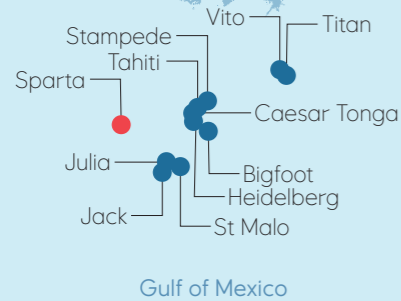 Vito
Titan
Stampede
Tahiti
Sparta
Caesar Tonga
Julia
Bigfoot
Heidelberg
Jack
St Malo
Gulf of Mexico